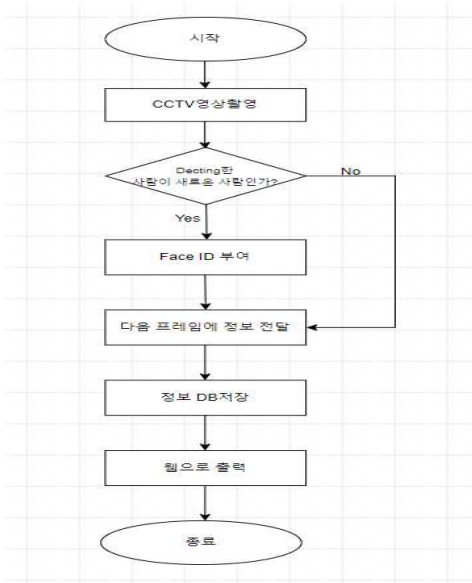 시작
CCTV영상촬영
Decting한
사람이 새로운 사람인가?
No
Yes
Face ID 부여
다음 프레임에 정보 전달
정보 DB저장
웹으로 출력
종료